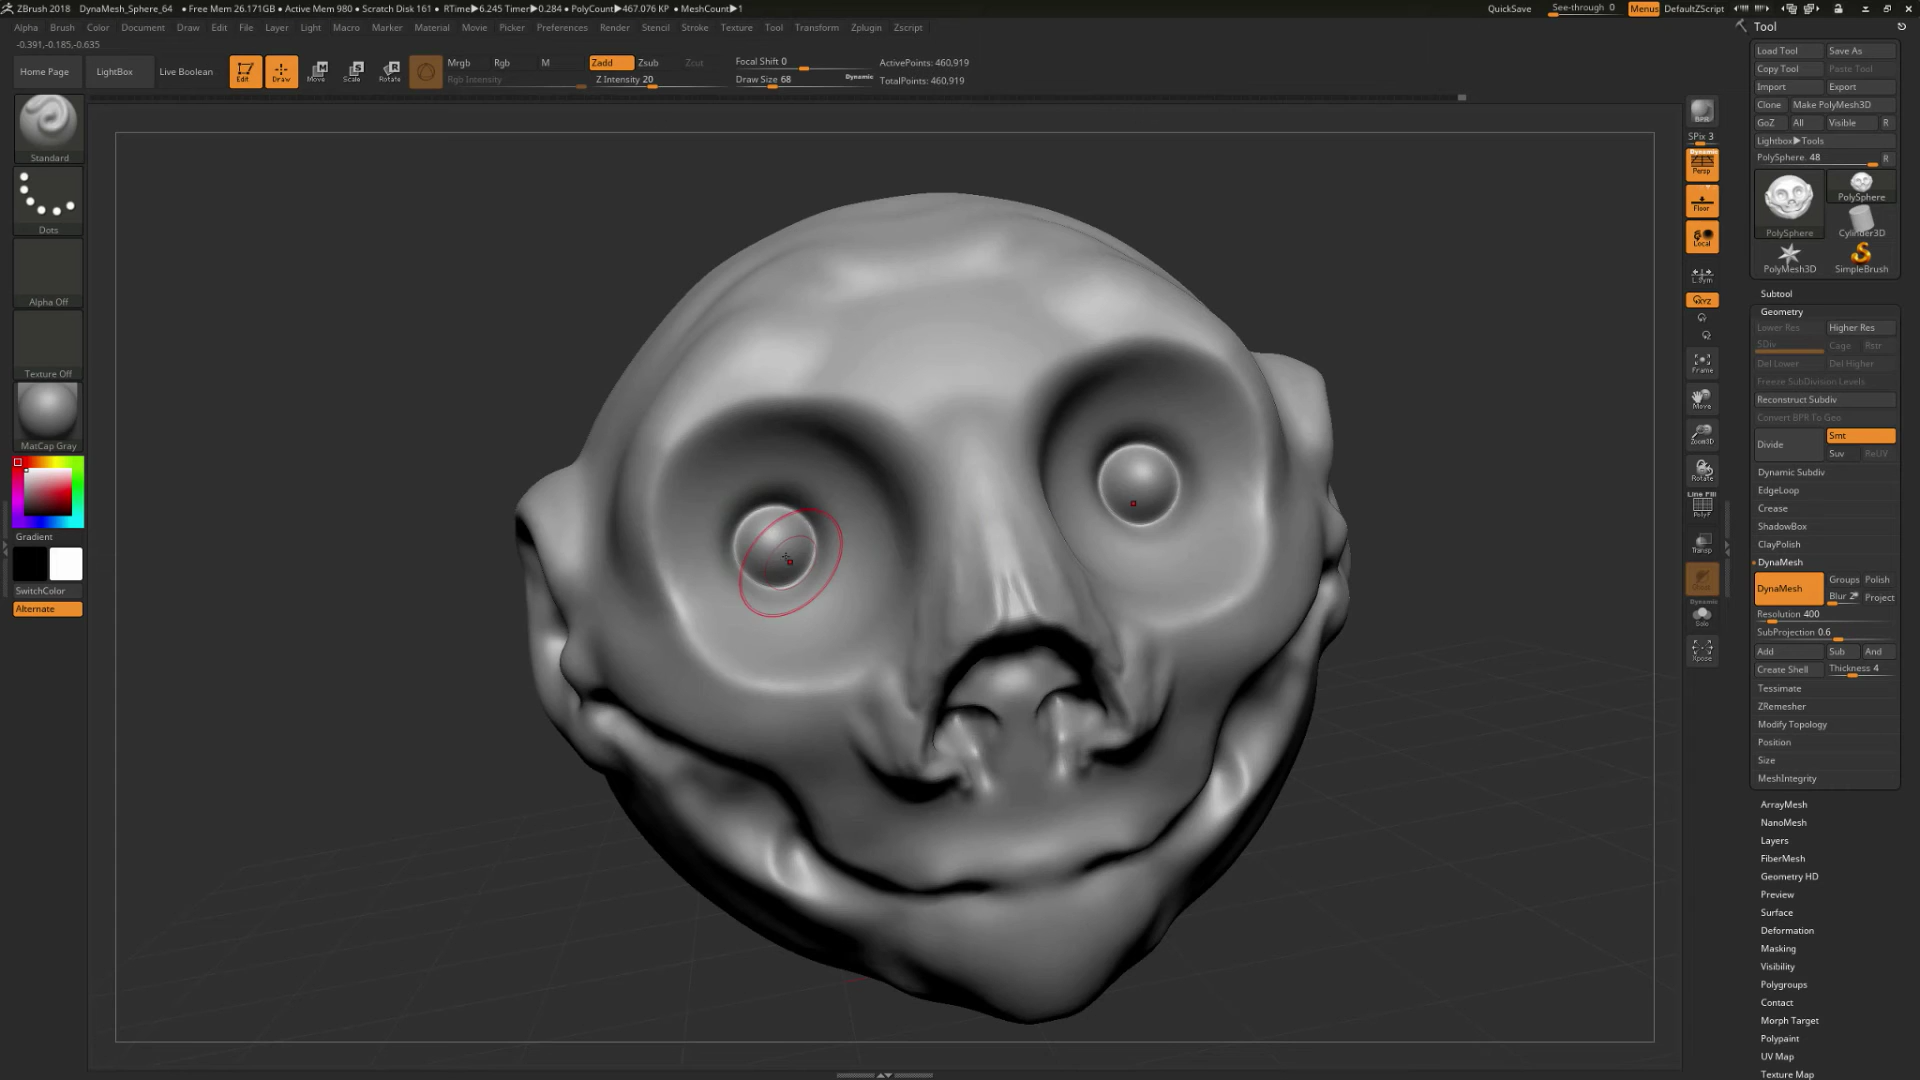 ZBrush 2018 DynaMesh_Sphere_64 • Free Mem 26.171GB • Active Mem 980 • Scratch Disk 161 • RTime▶6.245 Timer▶0.284 • PolyCount▶467.076 KP • MeshCount▶1 QuickSave See-through 0 Menus DefaultZScript
Alpha Brush Color Document Draw Edit File Layer Light Macro Marker Material Movie Picker Preferences Render Stencil Stroke Texture Tool Transform Zplugin Zscript
-0.391,-0.185,-0.635
Home Page LightBox Live Boolean Edit Draw Move Scale Rotate
Mrgb Rgb M Zadd Zsub Zcut Focal Shift 0 ActivePoints: 460,919
Rgb Intensity Z Intensity 20 Draw Size 68 Dynamic TotalPoints: 460,919
Standard
Dots
Alpha Off
Texture Off
MatCap Gray
Gradient
SwitchColor
Alternate
BPR
SPix 3
Dynamic
Persp
Floor
Local
L.Sym
XYZ
Frame
Move
Zoom3D
Rotate
Line Fill
PolyF
Transp
Dynamic
Solo
Xpose
Tool
Load Tool Save As
Copy Tool Paste Tool
Import Export
Clone Make PolyMesh3D
GoZ All Visible R
Lightbox▶Tools
PolySphere. 48 R
PolySphere
PolySphere Cylinder3D
PolyMesh3D SimpleBrush
Subtool
Geometry
Lower Res Higher Res
SDiv Cage Rstr
Del Lower Del Higher
Freeze SubDivision Levels
Reconstruct Subdiv
Convert BPR To Geo
Divide Smt
Suv ReUV
Dynamic Subdiv
EdgeLoop
Crease
ShadowBox
ClayPolish
DynaMesh
DynaMesh Groups Polish
Blur 2 Project
Resolution 400
SubProjection 0.6
Add Sub And
Create Shell Thickness 4
Tessimate
ZRemesher
Modify Topology
Position
Size
MeshIntegrity
ArrayMesh
NanoMesh
Layers
FiberMesh
Geometry HD
Preview
Surface
Deformation
Masking
Visibility
Polygroups
Contact
Morph Target
Polypaint
UV Map
Texture Map